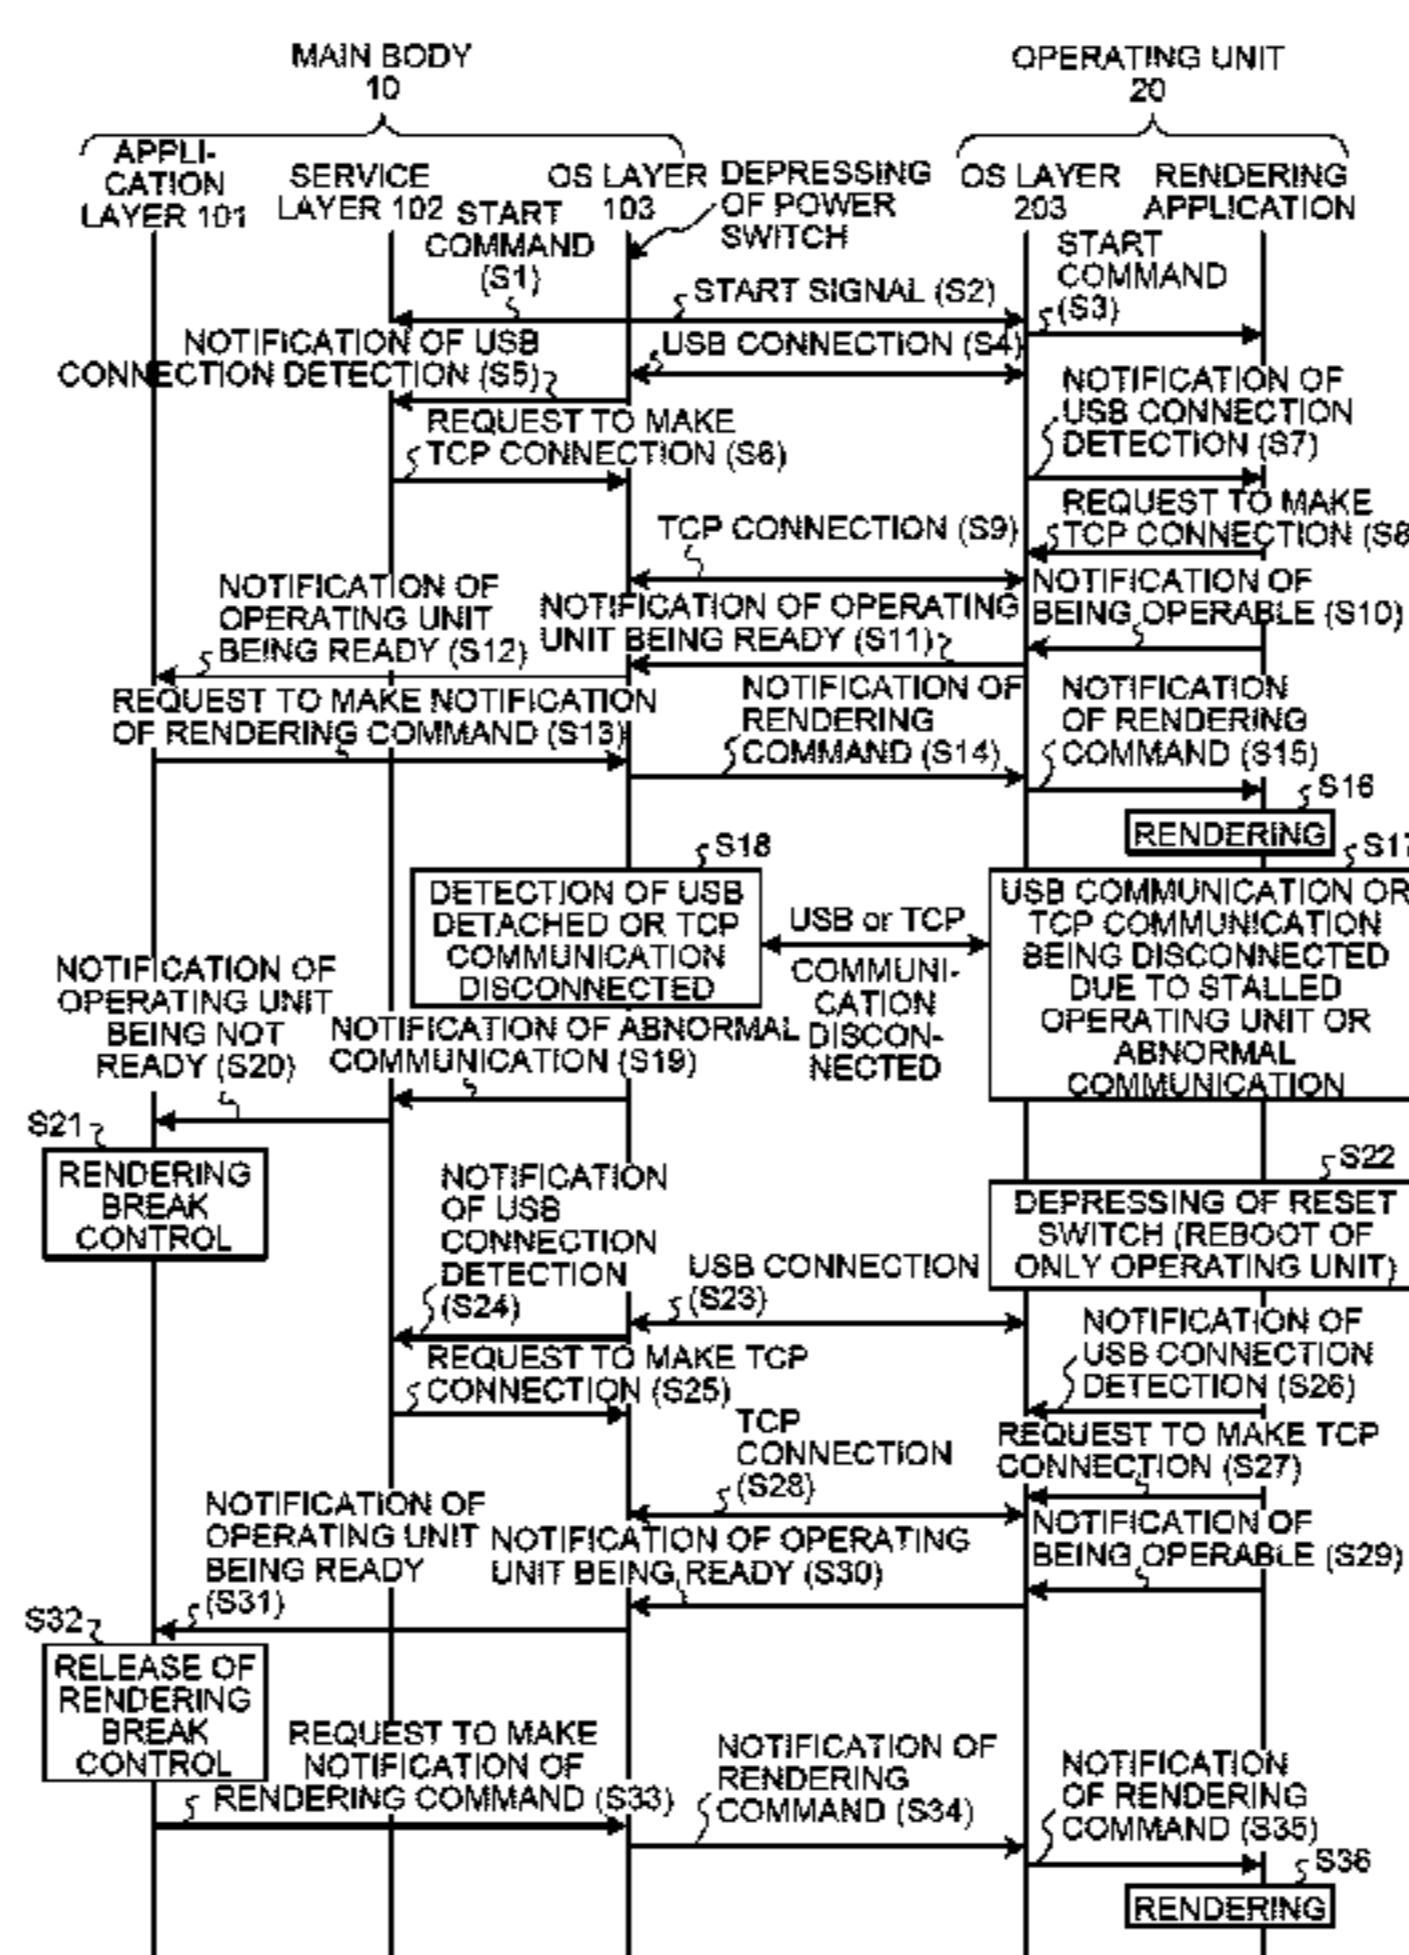 MAIN BODY
10
OPERATING UNIT
20
APPLI-
CATION
LAYER 101
SERVICE
LAYER 102
OS LAYER
103
DEPRESSING
OF POWER
SWITCH
OS LAYER
203
RENDERING
APPLICATION
START
COMMAND
(S1)
START SIGNAL (S2)
START
COMMAND
(S3)
NOTIFICATION OF USB
CONNECTION DETECTION (S5)
USB CONNECTION (S4)
NOTIFICATION OF
USB CONNECTION
DETECTION (S7)
REQUEST TO MAKE
TCP CONNECTION (S6)
REQUEST TO MAKE
TCP CONNECTION (S8
TCP CONNECTION (S9)
NOTIFICATION OF
BEING OPERABLE (S10)
NOTIFICATION OF
OPERATING UNIT
BEING READY (S12)
NOTIFICATION OF OPERATING
UNIT BEING READY (S11)
REQUEST TO MAKE NOTIFICATION
OF RENDERING COMMAND (S13)
NOTIFICATION OF
RENDERING
COMMAND (S14)
NOTIFICATION
OF RENDERING
COMMAND (S15)
S16
RENDERING
S17
USB COMMUNICATION OR
TCP COMMUNICATION
BEING DISCONNECTED
DUE TO STALLED
OPERATING UNIT OR
ABNORMAL
COMMUNICATION
S18
DETECTION OF USB
DETACHED OR TCP
COMMUNICATION
DISCONNECTED
USB or TCP
COMMUNI-
CATION
DISCON-
NECTED
NOTIFICATION OF
OPERATING UNIT
BEING NOT
READY (S20)
NOTIFICATION OF ABNORMAL
COMMUNICATION (S19)
S21
RENDERING
BREAK
CONTROL
S22
DEPRESSING OF RESET
SWITCH (REBOOT OF
ONLY OPERATING UNIT)
NOTIFICATION
OF USB
CONNECTION
DETECTION
(S24)
USB CONNECTION
(S23)
NOTIFICATION OF
USB CONNECTION
DETECTION (S26)
REQUEST TO MAKE TCP
CONNECTION (S25)
REQUEST TO MAKE TCP
CONNECTION (S27)
TCP
CONNECTION
(S28)
NOTIFICATION OF
BEING OPERABLE (S29)
NOTIFICATION OF
OPERATING UNIT
BEING READY
(S31)
NOTIFICATION OF OPERATING
UNIT BEING READY (S30)
S32
RELEASE OF
RENDERING
BREAK
CONTROL
REQUEST TO MAKE
NOTIFICATION OF
RENDERING COMMAND (S33)
NOTIFICATION OF
RENDERING
COMMAND (S34)
NOTIFICATION
OF RENDERING
COMMAND (S35)
S36
RENDERING